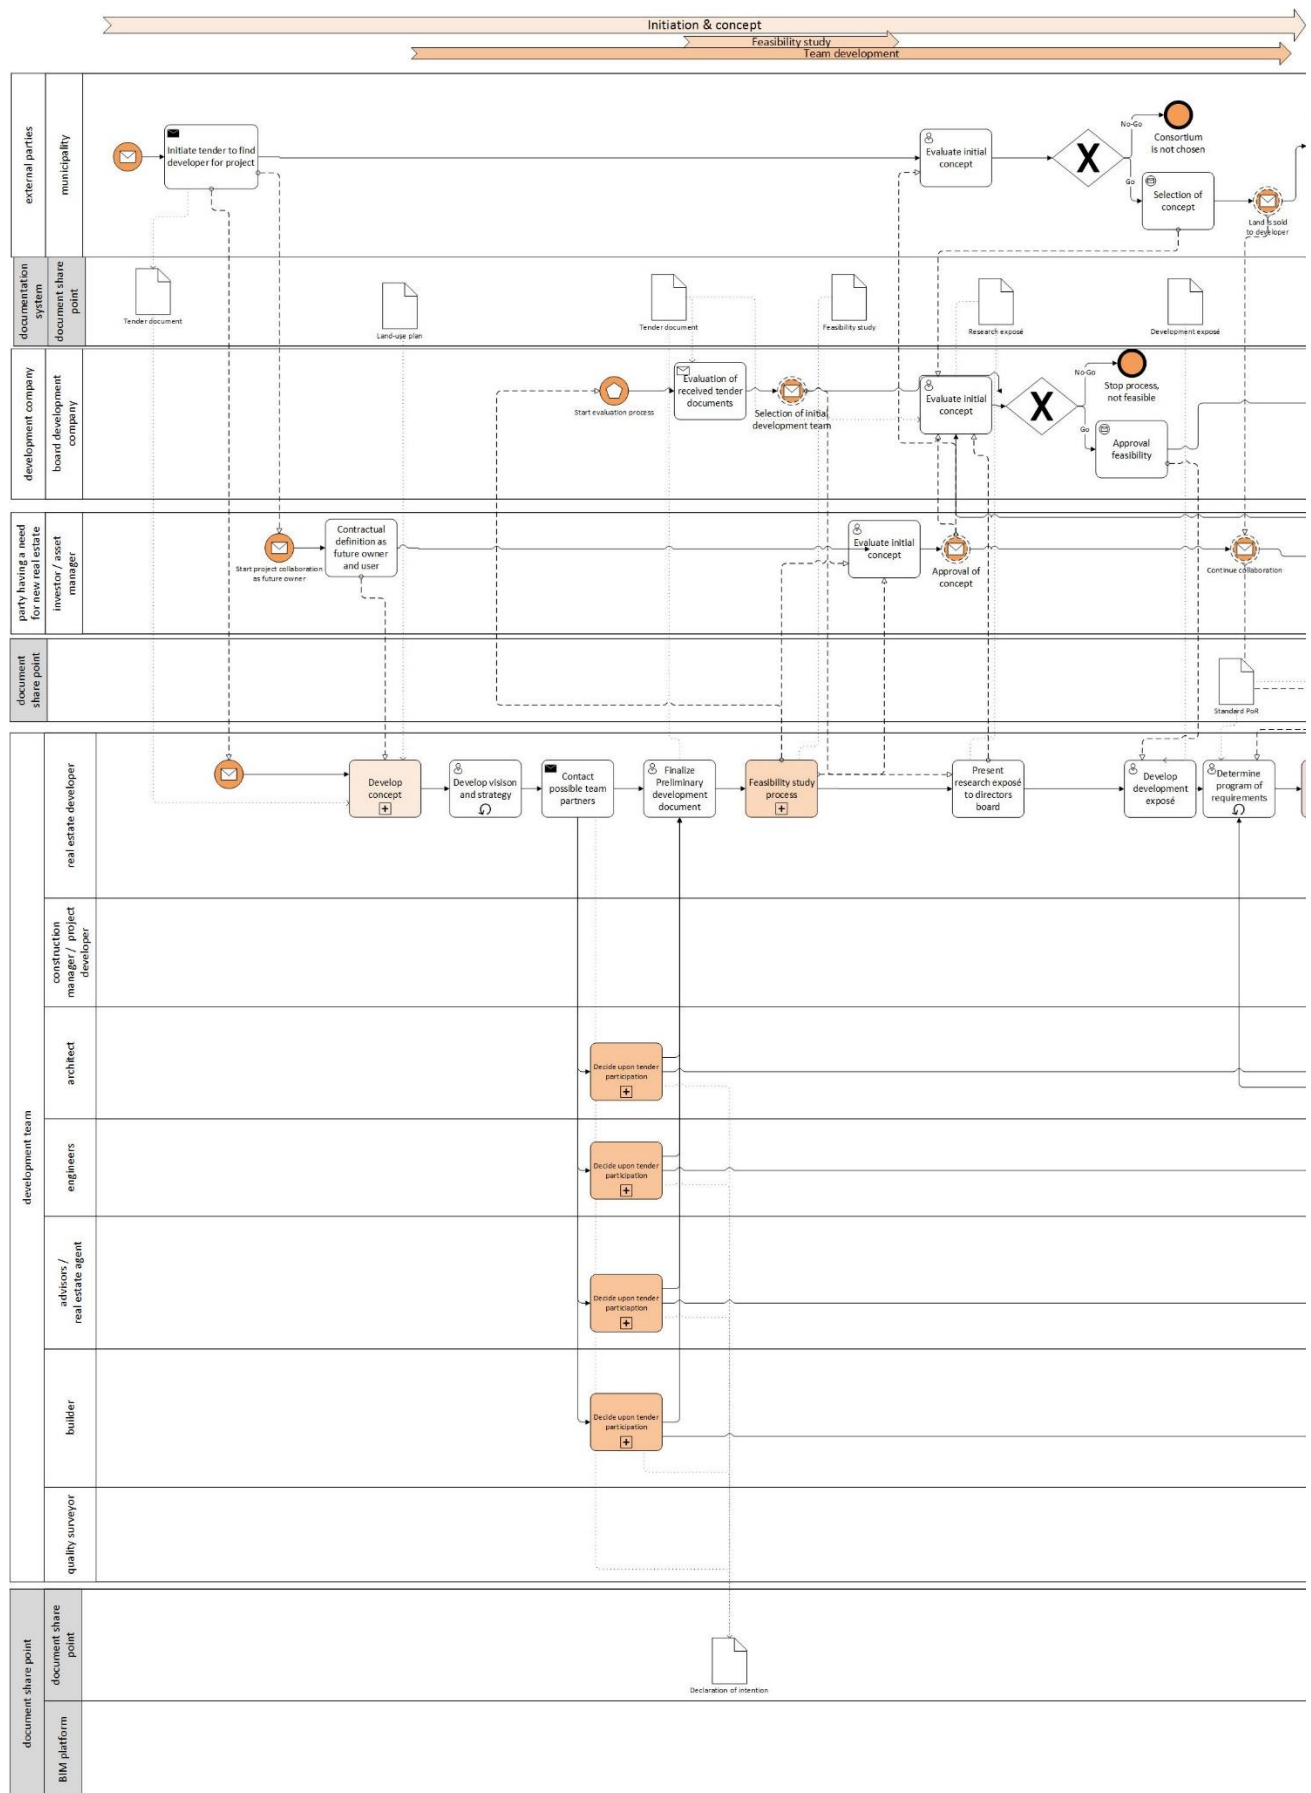 Initiation & concept
Feasibility study
Team development
external parties
municipality
Initiate tender to find
developer for project
Evaluate initial
concept
X
No-Go
Go
Consortium
is not chosen
Selection of
concept
Land is sold
to developer
documentation
system
document share
point
Tender document
Land-use plan
Tender document
Feasibility study
Research exposé
Development exposé
development company
board development
company
Start evaluation process
Evaluation of
received tender
documents
Selection of initial
development team
Evaluate initial
concept
X
No-Go
Go
Stop process,
not feasible
Approval
feasibility
party having a need
for new real estate
investor / asset
manager
Start project collaboration
as future owner
Contractual
definition as
future owner
and user
Evaluate initial
concept
Approval of
concept
Continue collaboration
document
share point
Standard PoR
development team
real estate developer
Develop
concept
Develop visison
and strategy
Contact
possible team
partners
Finalize
Preliminary
development
document
Feasibility study
process
Present
research exposé
to directors
board
Develop
development
exposé
Determine
program of
requirements
construction
manager / project
developer
architect
Decide upon tender
participation
engineers
Decide upon tender
participation
advisors /
real estate agent
Decide upon tender
participation
builder
Decide upon tender
participation
quality surveyor
document share point
document share
point
Declaration of intention
BIM platform